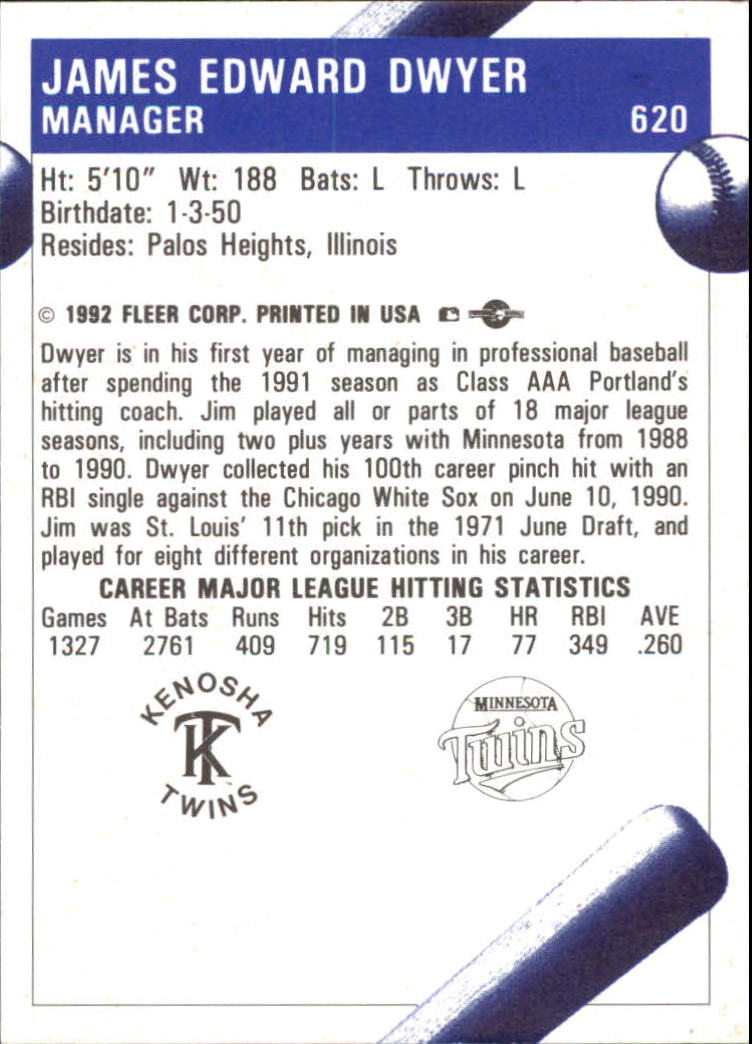 JAMES EDWARD DWYER
MANAGER 620
Ht: 5'10" Wt: 188 Bats: L Throws: L
Birthdate: 1-3-50
Resides: Palos Heights, Illinois
© 1992 FLEER CORP. PRINTED IN USA
Dwyer is in his first year of managing in professional baseball
after spending the 1991 season as Class AAA Portland's
hitting coach. Jim played all or parts of 18 major league
seasons, including two plus years with Minnesota from 1988
to 1990. Dwyer collected his 100th career pinch hit with an
RBI single against the Chicago White Sox on June 10, 1990.
Jim was St. Louis' 11th pick in the 1971 June Draft, and
played for eight different organizations in his career.
CAREER MAJOR LEAGUE HITTING STATISTICS
Games At Bats Runs Hits 2B 3B HR RBI AVE
1327 2761 409 719 115 17 77 349 .260
KENOSHA
TK
TWINS
MINNESOTA
Twins